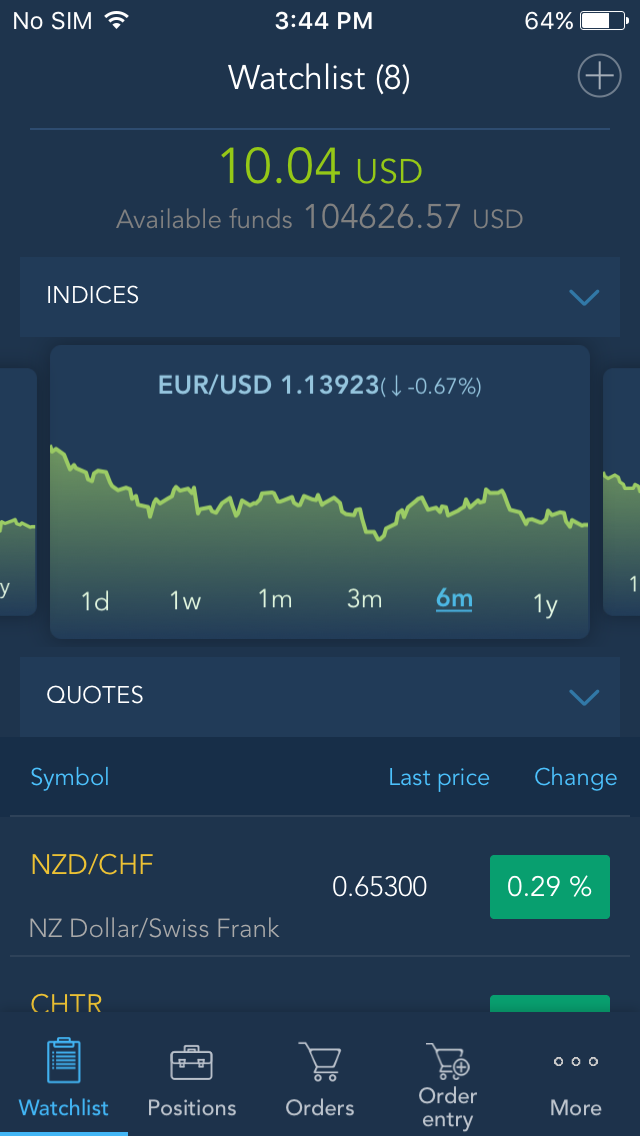 No SIM 3:44 PM 64%
Watchlist (8)
10.04 USD
Available funds 104626.57 USD
INDICES
EUR/USD 1.13923(↓-0.67%)
y 1d 1w 1m 3m 6m 1y 1
QUOTES
Symbol Last price Change
NZD/CHF
0.65300 0.29 %
NZ Dollar/Swiss Frank
CHTR
Watchlist Positions Orders Order entry More